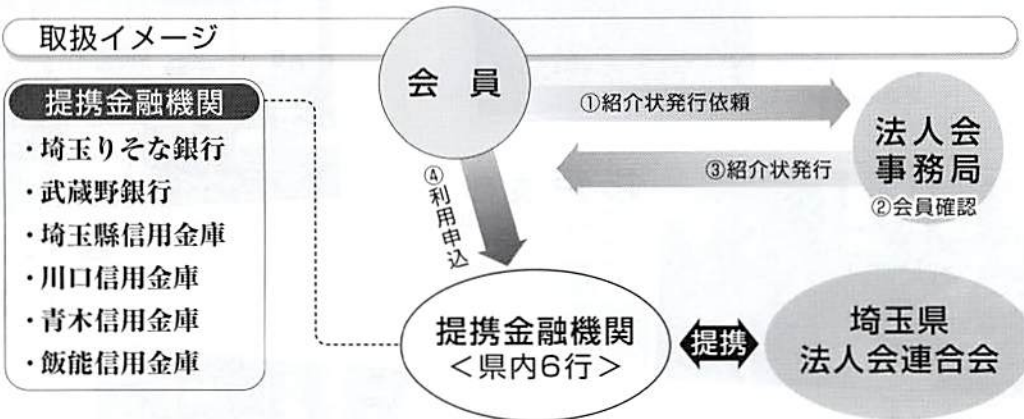 取扱イメージ
提携金融機関
・埼玉りそな銀行
・武蔵野銀行
・埼玉縣信用金庫
・川口信用金庫
・青木信用金庫
・飯能信用金庫
会員
①紹介状発行依頼
法人会
事務局
②会員確認
③紹介状発行
④利用申込
提携金融機関
＜県内6行＞
提携
埼玉県
法人会連合会